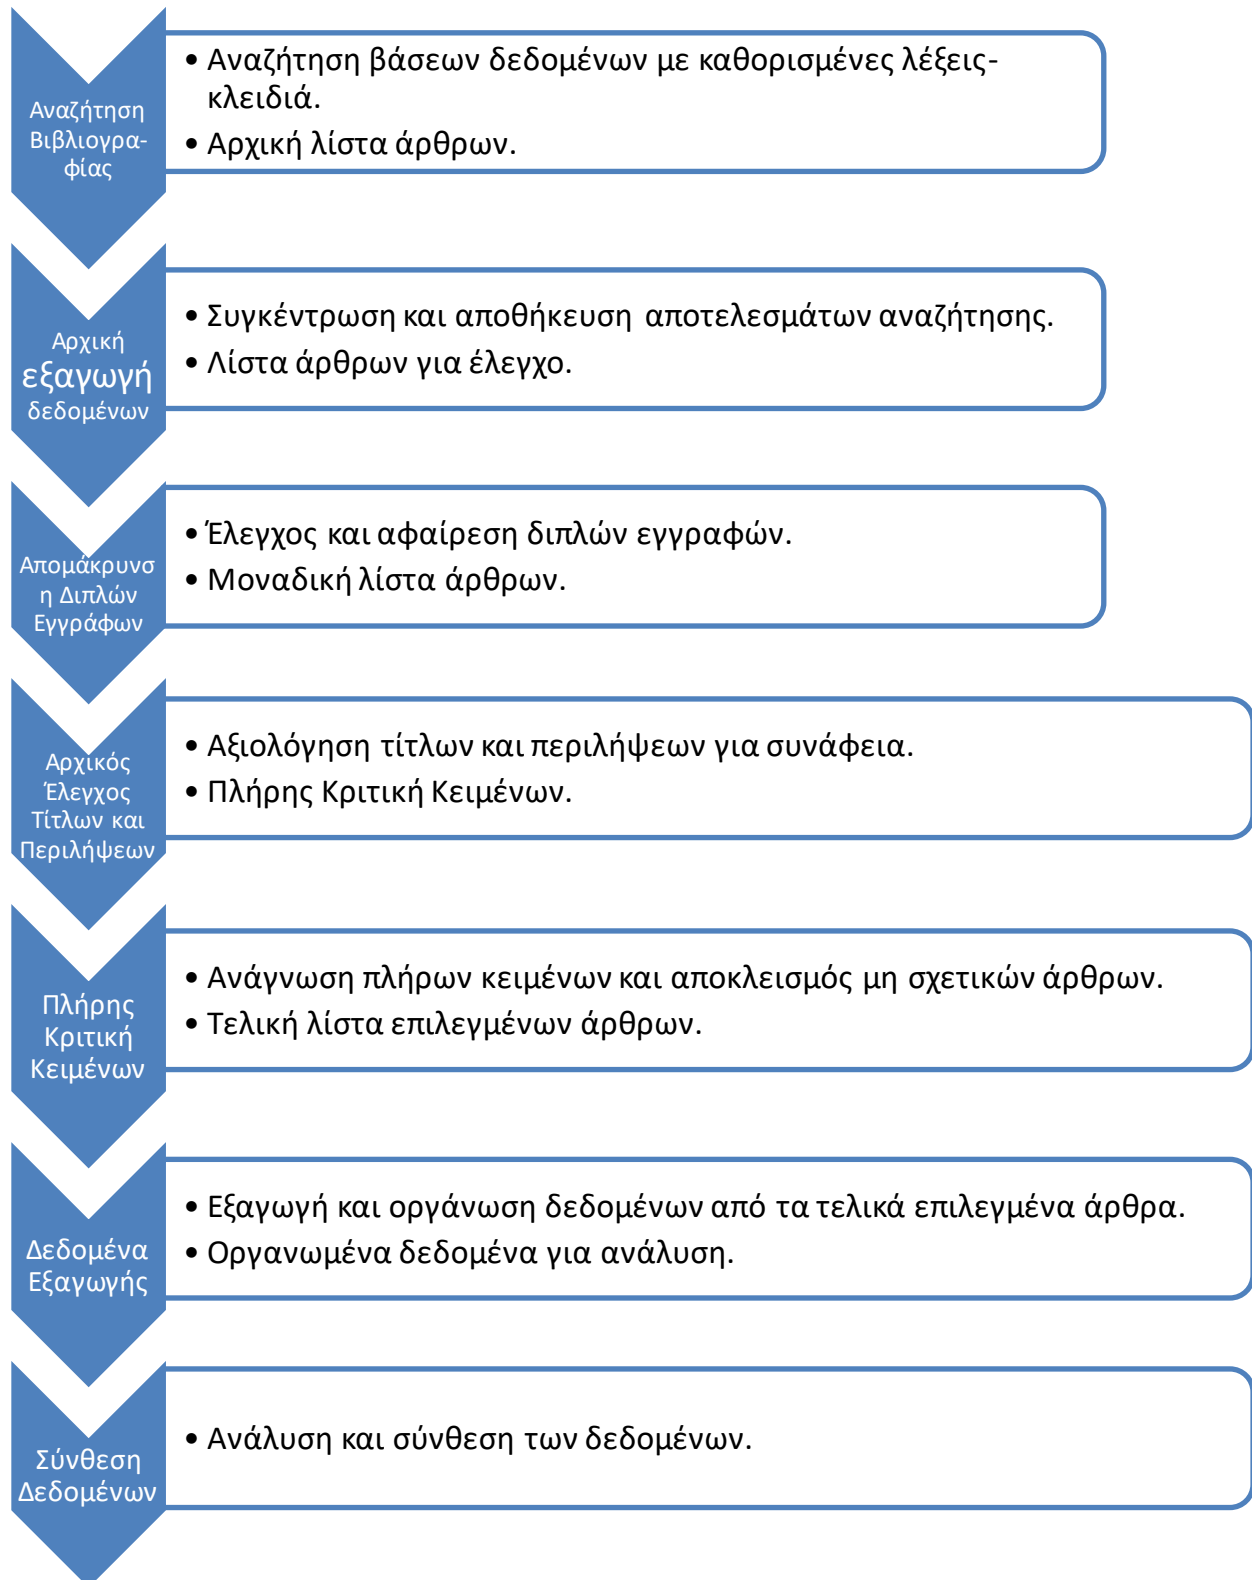 Αναζήτηση
Βιβλιογρα-
φίας
• Αναζήτηση βάσεων δεδομένων με καθορισμένες λέξεις-
κλειδιά.
• Αρχική λίστα άρθρων.
Αρχική
εξαγωγή
δεδομένων
• Συγκέντρωση και αποθήκευση αποτελεσμάτων αναζήτησης.
• Λίστα άρθρων για έλεγχο.
Απομάκρυνσ
η Διπλών
Εγγράφων
• Έλεγχος και αφαίρεση διπλών εγγραφών.
• Μοναδική λίστα άρθρων.
Αρχικός
Έλεγχος
Τίτλων και
Περιλήψεων
• Αξιολόγηση τίτλων και περιλήψεων για συνάφεια.
• Πλήρης Κριτική Κειμένων.
Πλήρης
Κριτική
Κειμένων
• Ανάγνωση πλήρων κειμένων και αποκλεισμός μη σχετικών άρθρων.
• Τελική λίστα επιλεγμένων άρθρων.
Δεδομένα
Εξαγωγής
• Εξαγωγή και οργάνωση δεδομένων από τα τελικά επιλεγμένα άρθρα.
• Οργανωμένα δεδομένα για ανάλυση.
Σύνθεση
Δεδομένων
• Ανάλυση και σύνθεση των δεδομένων.